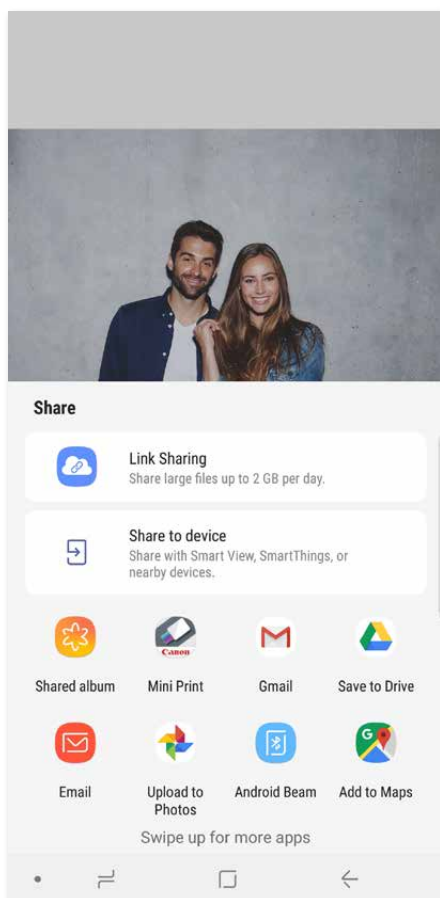 Share
Link Sharing
Share large files up to 2 GB per day.
Share to device
Share with Smart View, SmartThings, or
nearby devices.
Canon
Shared album
Mini Print
Gmail
Save to Drive
G
Email
Upload to
Photos
Android Beam
Add to Maps
Swipe up for more apps